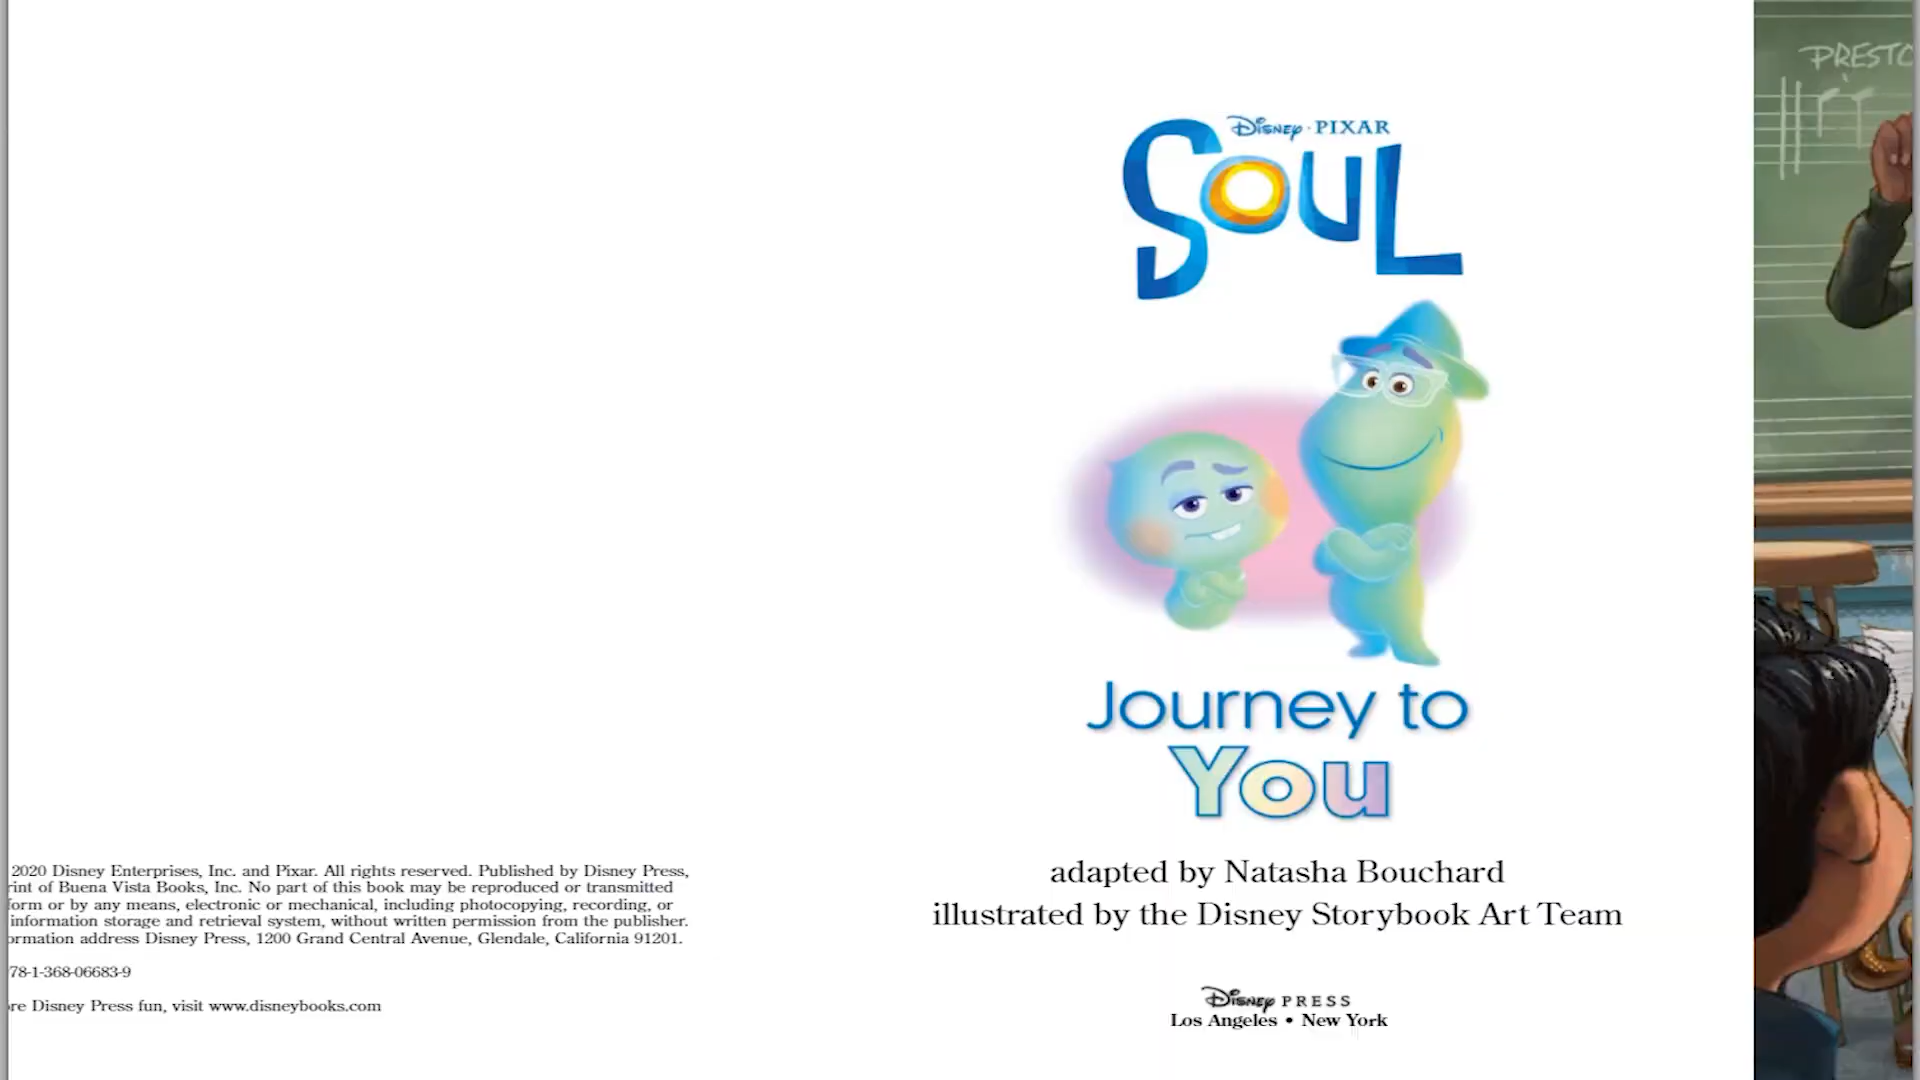 2020 Disney Enterprises, Inc. and Pixar. All rights reserved. Published by Disney Press,
rint of Buena Vista Books, Inc. No part of this book may be reproduced or transmitted
form or by any means, electronic or mechanical, including photocopying, recording, or
information storage and retrieval system, without written permission from the publisher.
ormation address Disney Press, 1200 Grand Central Avenue, Glendale, California 91201.
78-1-368-06683-9
re Disney Press fun, visit www.disneybooks.com
Disney · PIXAR
SOUL
Journey to
You
adapted by Natasha Bouchard
illustrated by the Disney Storybook Art Team
Disney PRESS
Los Angeles • New York
PRESTO